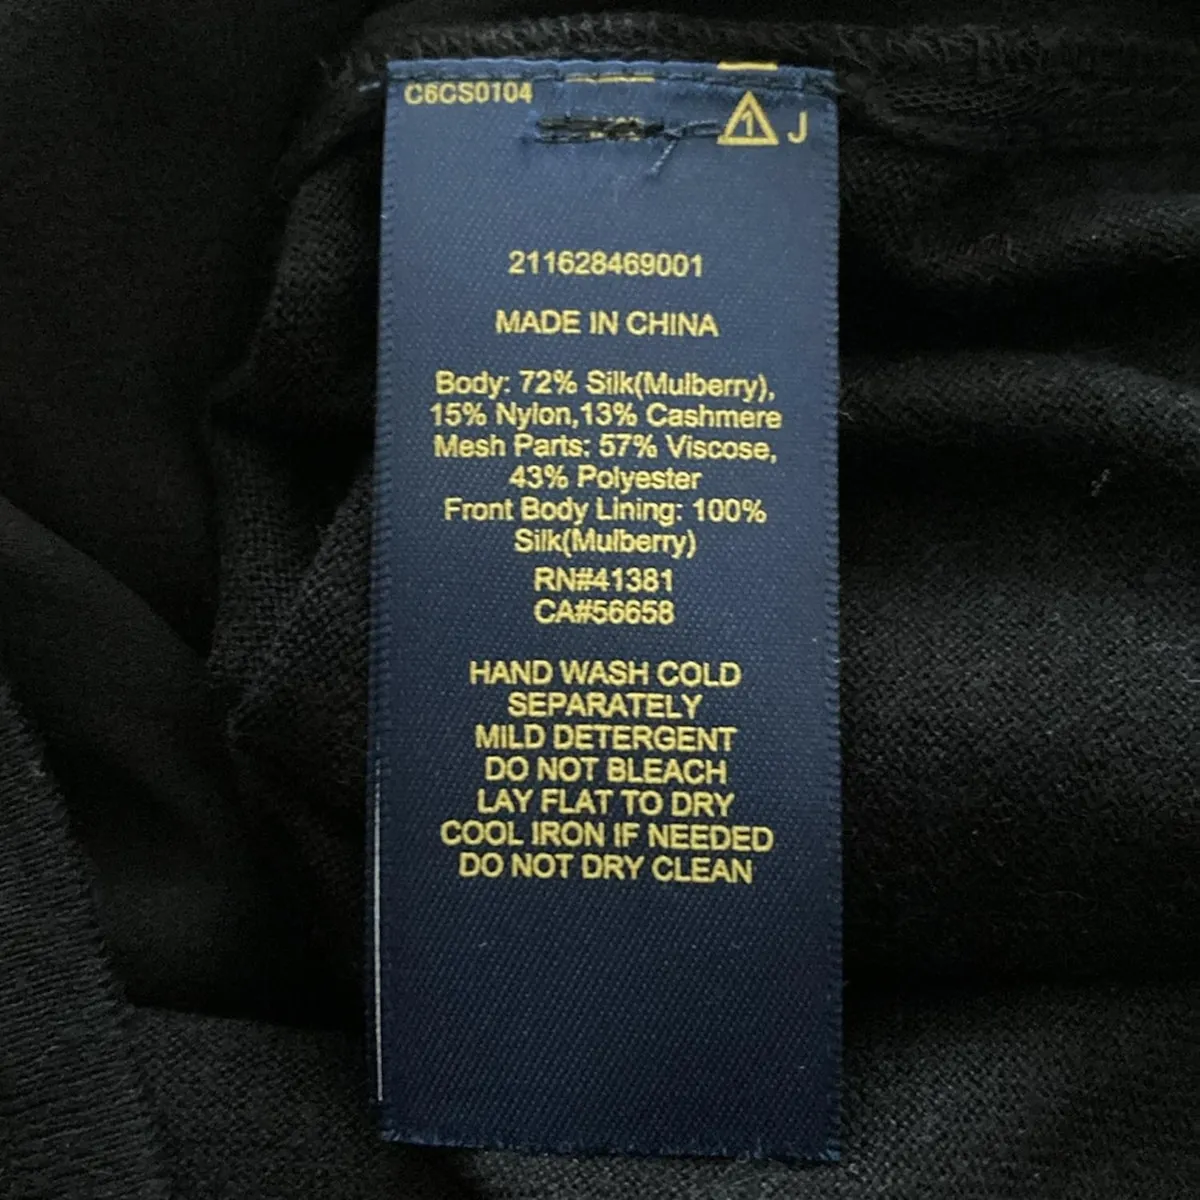 C6CS0104
1 J
211628469001
MADE IN CHINA
Body: 72% Silk(Mulberry),
15% Nylon,13% Cashmere
Mesh Parts: 57% Viscose,
43% Polyester
Front Body Lining: 100%
Silk(Mulberry)
RN#41381
CA#56658
HAND WASH COLD
SEPARATELY
MILD DETERGENT
DO NOT BLEACH
LAY FLAT TO DRY
COOL IRON IF NEEDED
DO NOT DRY CLEAN